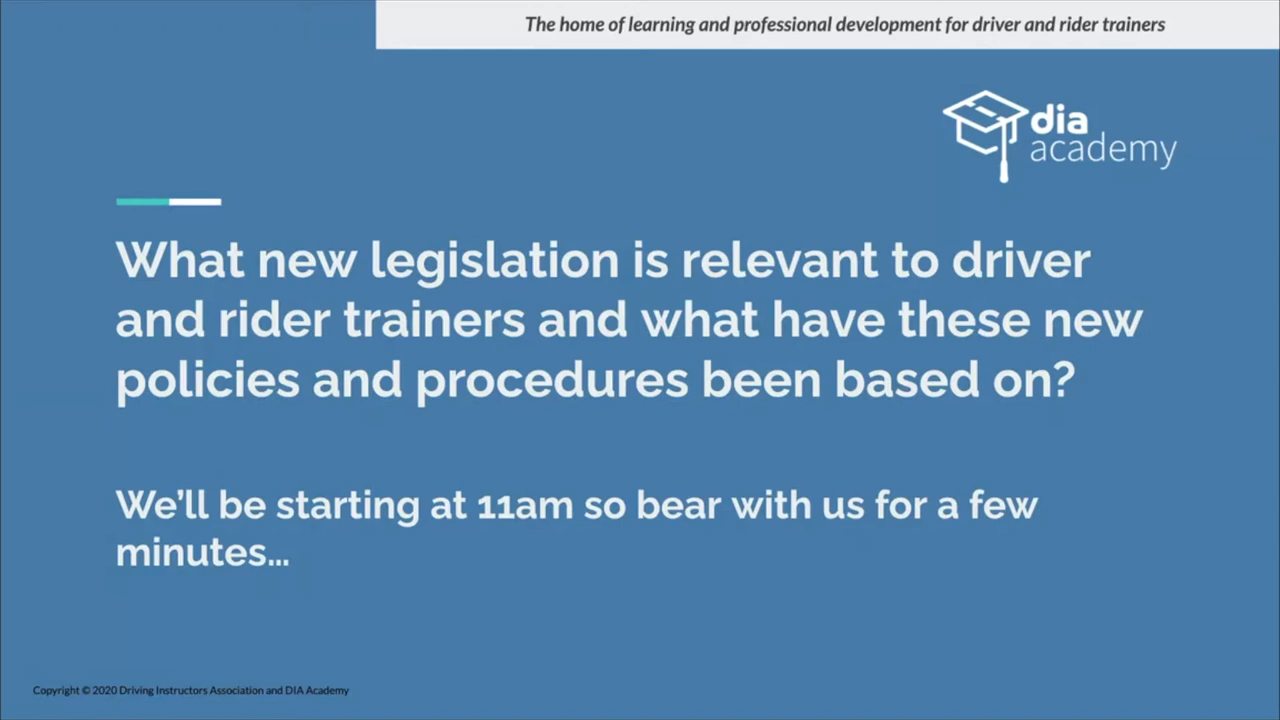 The home of learning and professional development for driver and rider trainers
dia
academy
What new legislation is relevant to driver
and rider trainers and what have these new
policies and procedures been based on?
We'll be starting at 11am so bear with us for a few
minutes...
Copyright © 2020 Driving Instructors Association and DIA Academy